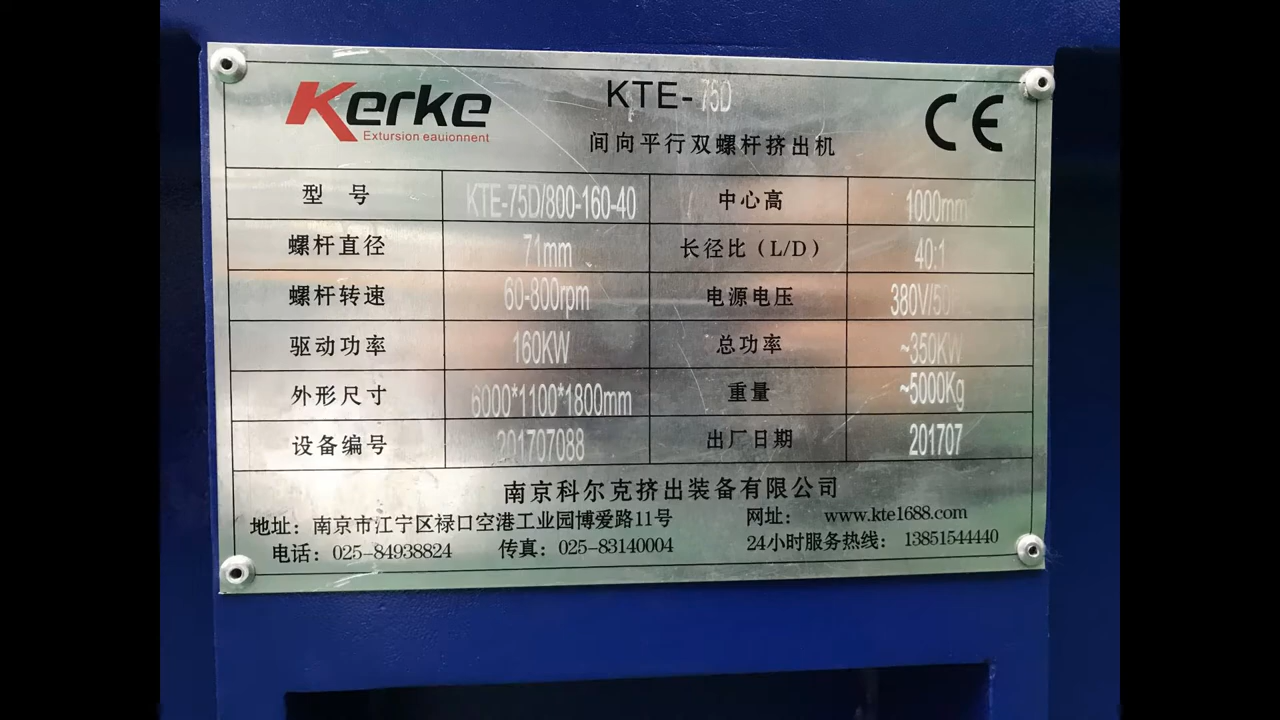 Kerke
Extursion eauionnent
KTE-75D
间向平行双螺杆挤出机
CE
型 号 KTE-75D/800-160-40 中心高 1000mm
螺杆直径 71mm 长径比(L/D) 40:1
螺杆转速 60-800rpm 电源电压 380V/50
驱动功率 160KW 总功率 ~350KW
外形尺寸 6000*1100*1800mm 重量 ~5000Kg
设备编号 201707088 出厂日期 201707
南京科尔克挤出装备有限公司
地址: 南京市江宁区禄口空港工业园博爱路11号 网址: www.kte1688.com
电话: 025-84938824 传真: 025-83140004 24小时服务热线: 13851544440